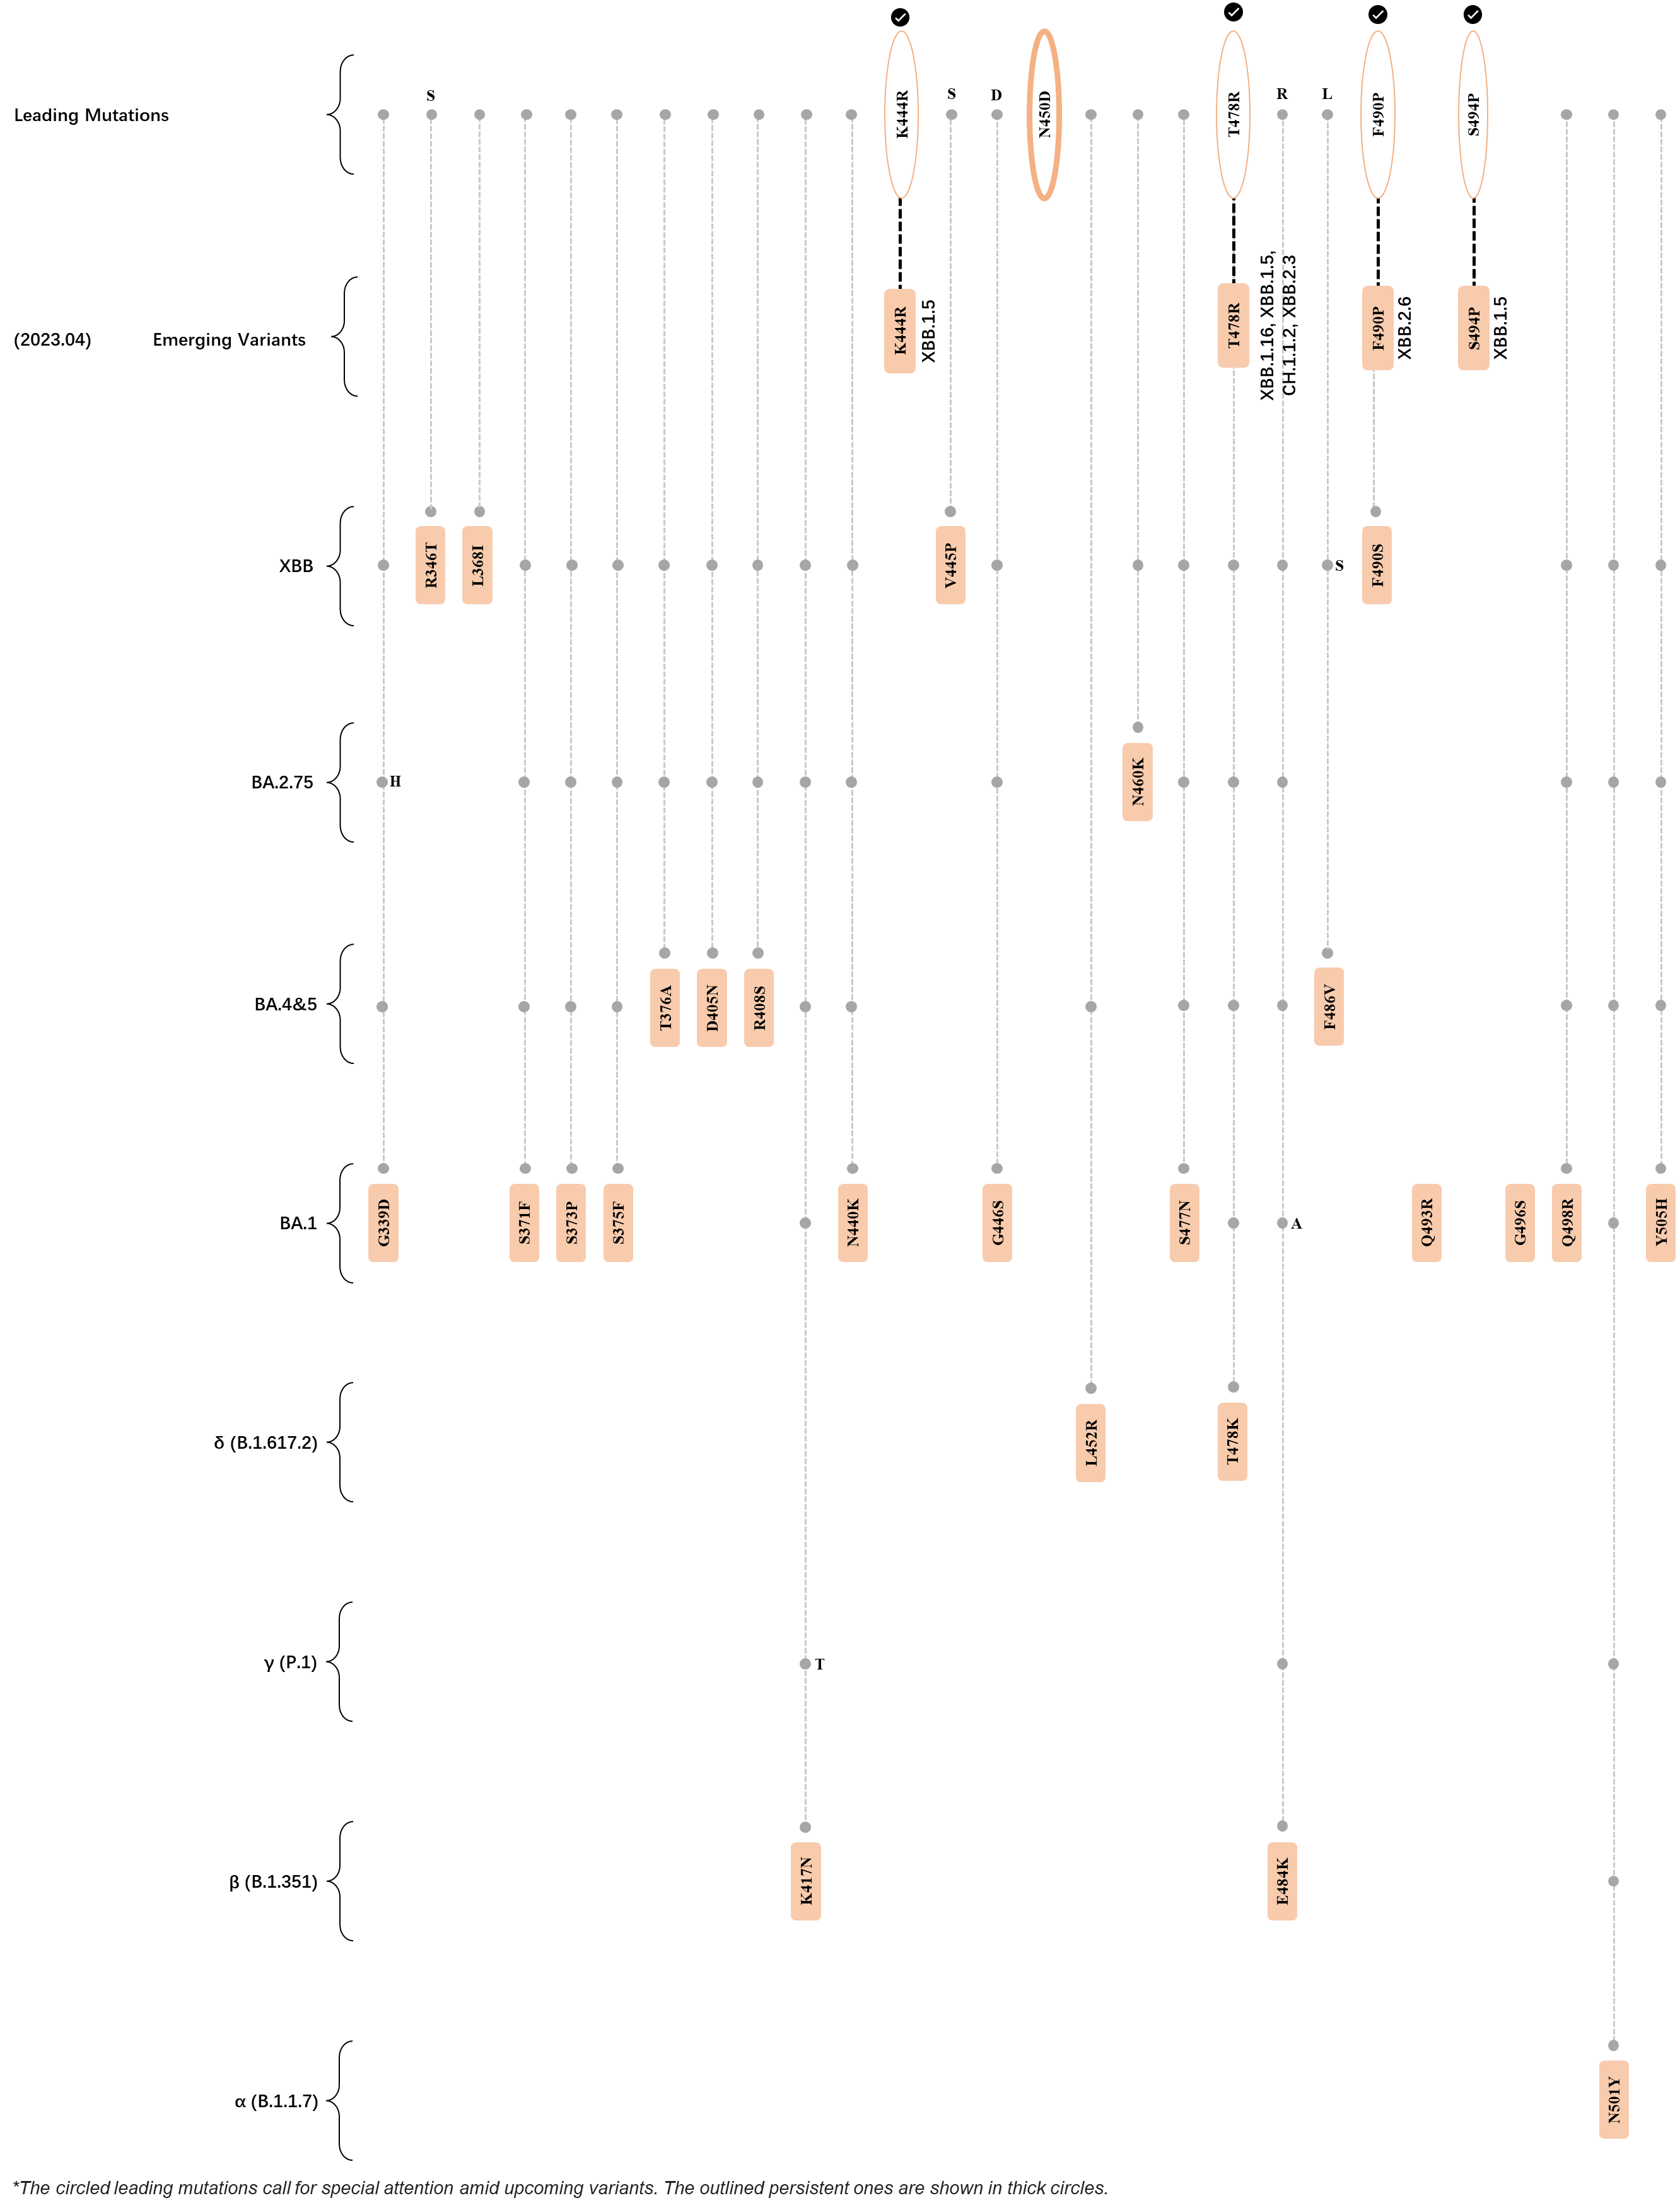 Leading Mutations
S
K444R
S
D
N450D
T478R
R
L
F490P
S494P
(2023.04)
Emerging Variants
K444R
XBB.1.5
T478R
XBB.1.16, XBB.1.5,
CH.1.1.2, XBB.2.3
F490P
XBB.2.6
S494P
XBB.1.5
XBB
R346T
L368I
V445P
S
F490S
BA.2.75
H
N460K
BA.4&5
T376A
D405N
R408S
F486V
BA.1
G339D
S371F
S373P
S375F
N440K
G446S
S477N
A
Q493R
G496S
Q498R
Y505H
δ (B.1.617.2)
L452R
T478K
γ (P.1)
T
β (B.1.351)
K417N
E484K
α (B.1.1.7)
N501Y
*The circled leading mutations call for special attention amid upcoming variants. The outlined persistent ones are shown in thick circles.